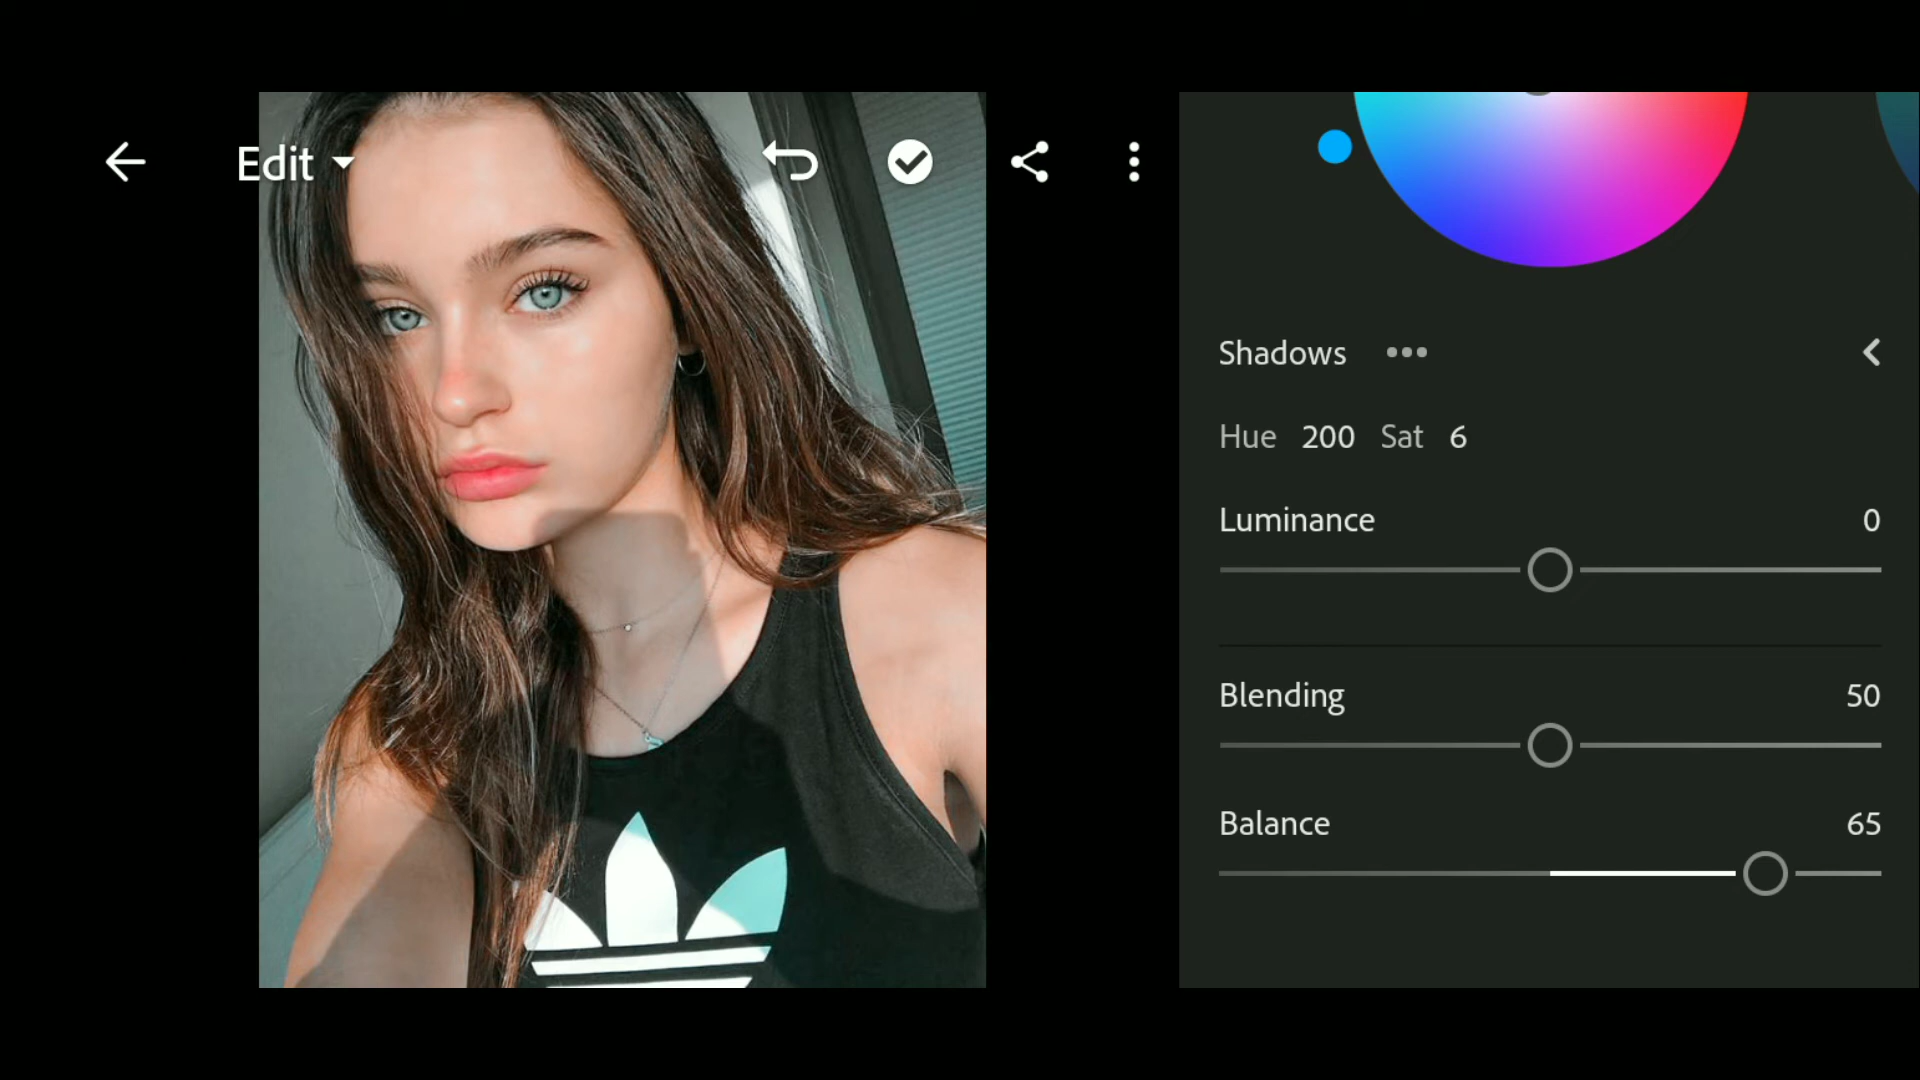 Edit
Shadows
Hue 200 Sat 6
Luminance 0
Blending 50
Balance 65